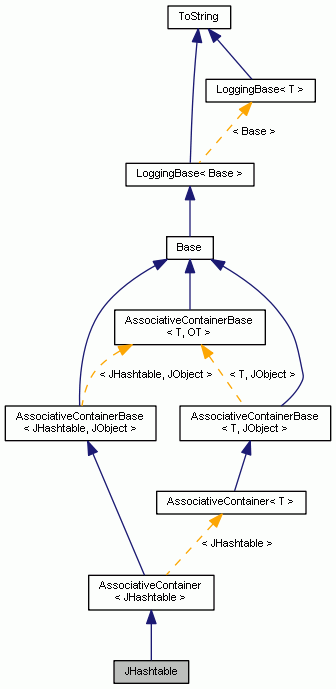 ToString
LoggingBase< T >
< Base >
LoggingBase< Base >
Base
AssociativeContainerBase
< T, OT >
< JHashtable, JObject >
< T, JObject >
AssociativeContainerBase
< JHashtable, JObject >
AssociativeContainerBase
< T, JObject >
AssociativeContainer< T >
< JHashtable >
AssociativeContainer
< JHashtable >
JHashtable